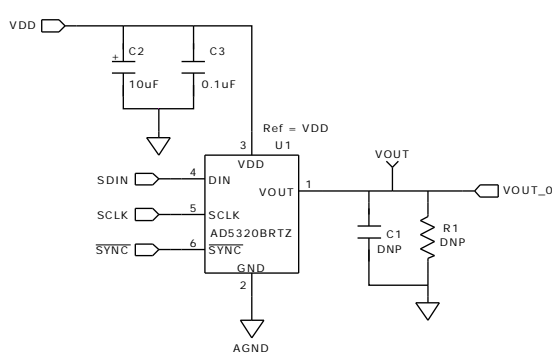 VDD
+
C2
C3
10uF
0.1uF
Ref = VDD
3
U1
VDD
VOUT
SDIN
4
DIN
VOUT
1
VOUT_0
SCLK
5
SCLK
C1
DNP
R1
DNP
AD5320BRTZ
SYNC
6
SYNC
GND
2
AGND